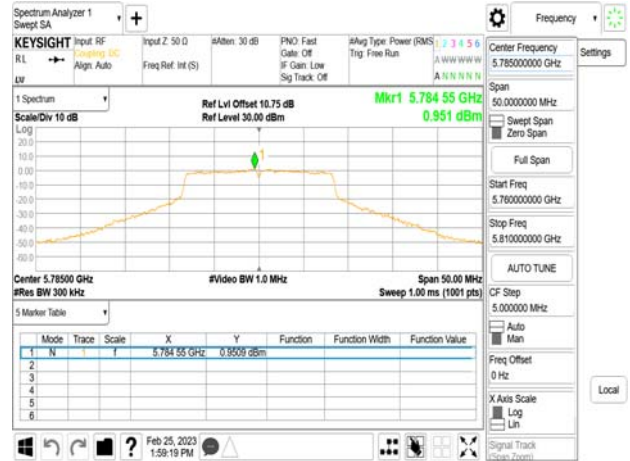 Spectrum Analyzer 1
Swept SA
Frequency
KEYSIGHT
Input: RF
Input Z: 50 Ω
#Atten: 30 dB
PNO: Fast
#Avg Type: Power (RMS
1 2 3 4 5 6
RL
Coupling: DC
Gate: Off
Trig: Free Run
A W W W W W
Align: Auto
Freq Ref: Int (S)
IF Gain: Low
Sig Track: Off
A N N N N N
Center Frequency
5.785000000 GHz
Settings
Span
50.0000000 MHz
Swept Span
Zero Span
Full Span
Start Freq
5.760000000 GHz
Stop Freq
5.810000000 GHz
AUTO TUNE
CF Step
5.000000 MHz
Auto
Man
Freq Offset
0 Hz
X Axis Scale
Log
Lin
Signal Track
(Span Zoom)
Local
1 Spectrum
Ref Lvl Offset 10.75 dB
Mkr1 5.784 55 GHz
Scale/Div 10 dB
Ref Level 30.00 dBm
0.951 dBm
Log
20.0
10.0
0.00
-10.0
-20.0
-30.0
-40.0
-50.0
-60.0
1
Center 5.78500 GHz
#Video BW 1.0 MHz
Span 50.00 MHz
#Res BW 300 kHz
Sweep 1.00 ms (1001 pts)
5 Marker Table
Mode Trace Scale X Y Function Function Width Function Value
1 N 1 f 5.784 55 GHz 0.9509 dBm
2
3
4
5
6
?
Feb 25, 2023
1:59:19 PM